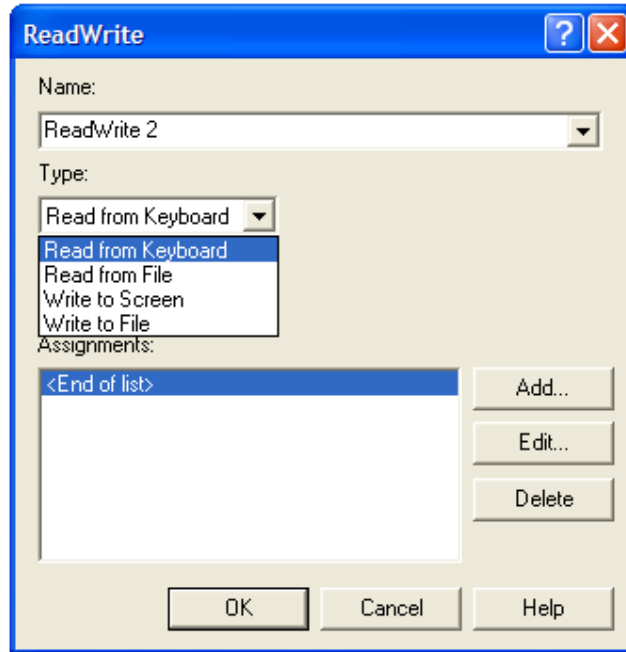 ReadWrite
Name:
ReadWrite 2
Type:
Read from Keyboard
Read from Keyboard
Read from File
Write to Screen
Write to File
Assignments:
<End of list>
Add...
Edit...
Delete
OK
Cancel
Help